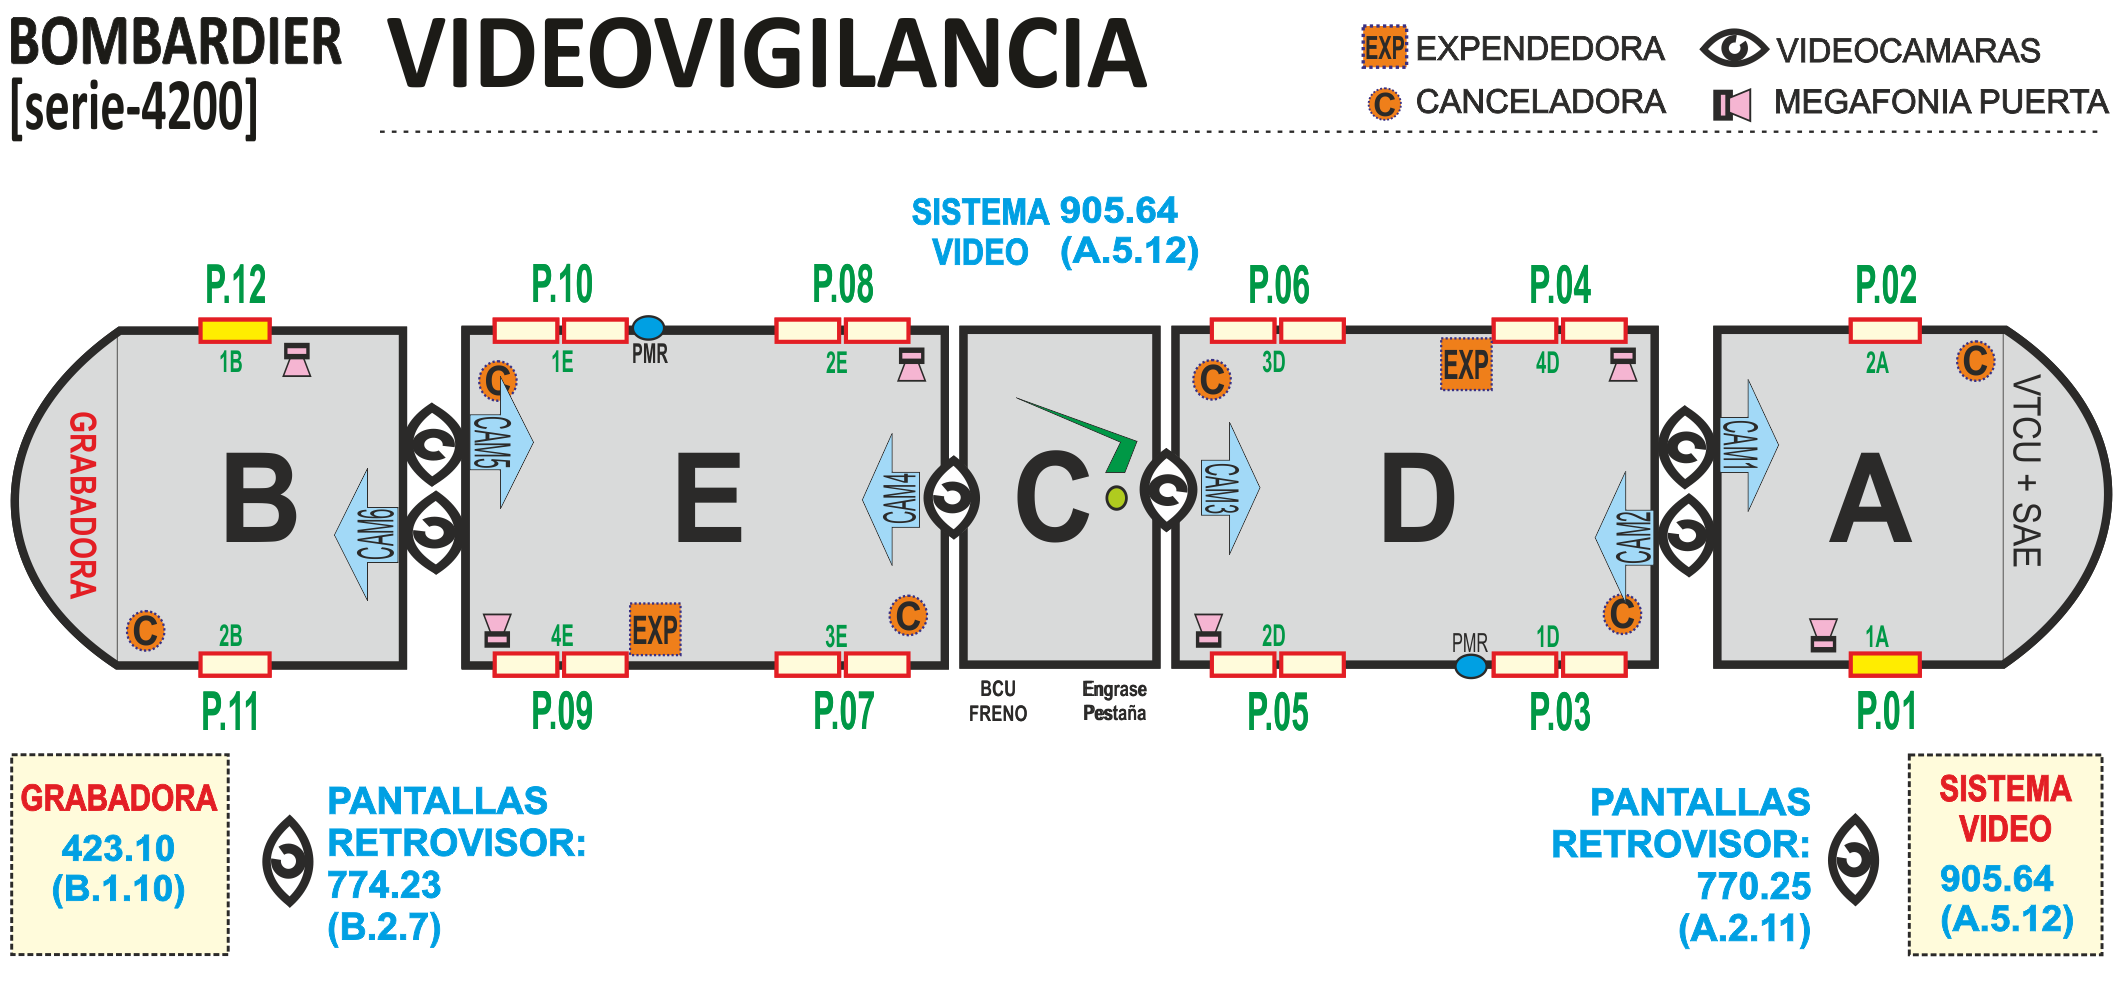 BOMBARDIER
[serie-4200]
VIDEOVIGILANCIA
EXP EXPENDEDORA
VIDEOCAMARAS
C CANCELADORA
MEGAFONIA PUERTA
SISTEMA 905.64
VIDEO (A.5.12)
P.12
P.10
P.08
P.06
P.04
P.02
1B
1E
PMR
2E
3D
EXP
4D
2A
C
C
C
C
GRABADORA
B
CAM6
CAM5
E
CAM4
C
CAM3
D
CAM2
CAM1
A
VTCU + SAE
C
2B
4E
EXP
3E
C
2D
PMR
1D
C
1A
P.11
P.09
P.07
BCU
FRENO
Engrase
Pestaña
P.05
P.03
P.01
GRABADORA
423.10
(B.1.10)
PANTALLAS
RETROVISOR:
774.23
(B.2.7)
PANTALLAS
RETROVISOR:
770.25
(A.2.11)
SISTEMA
VIDEO
905.64
(A.5.12)